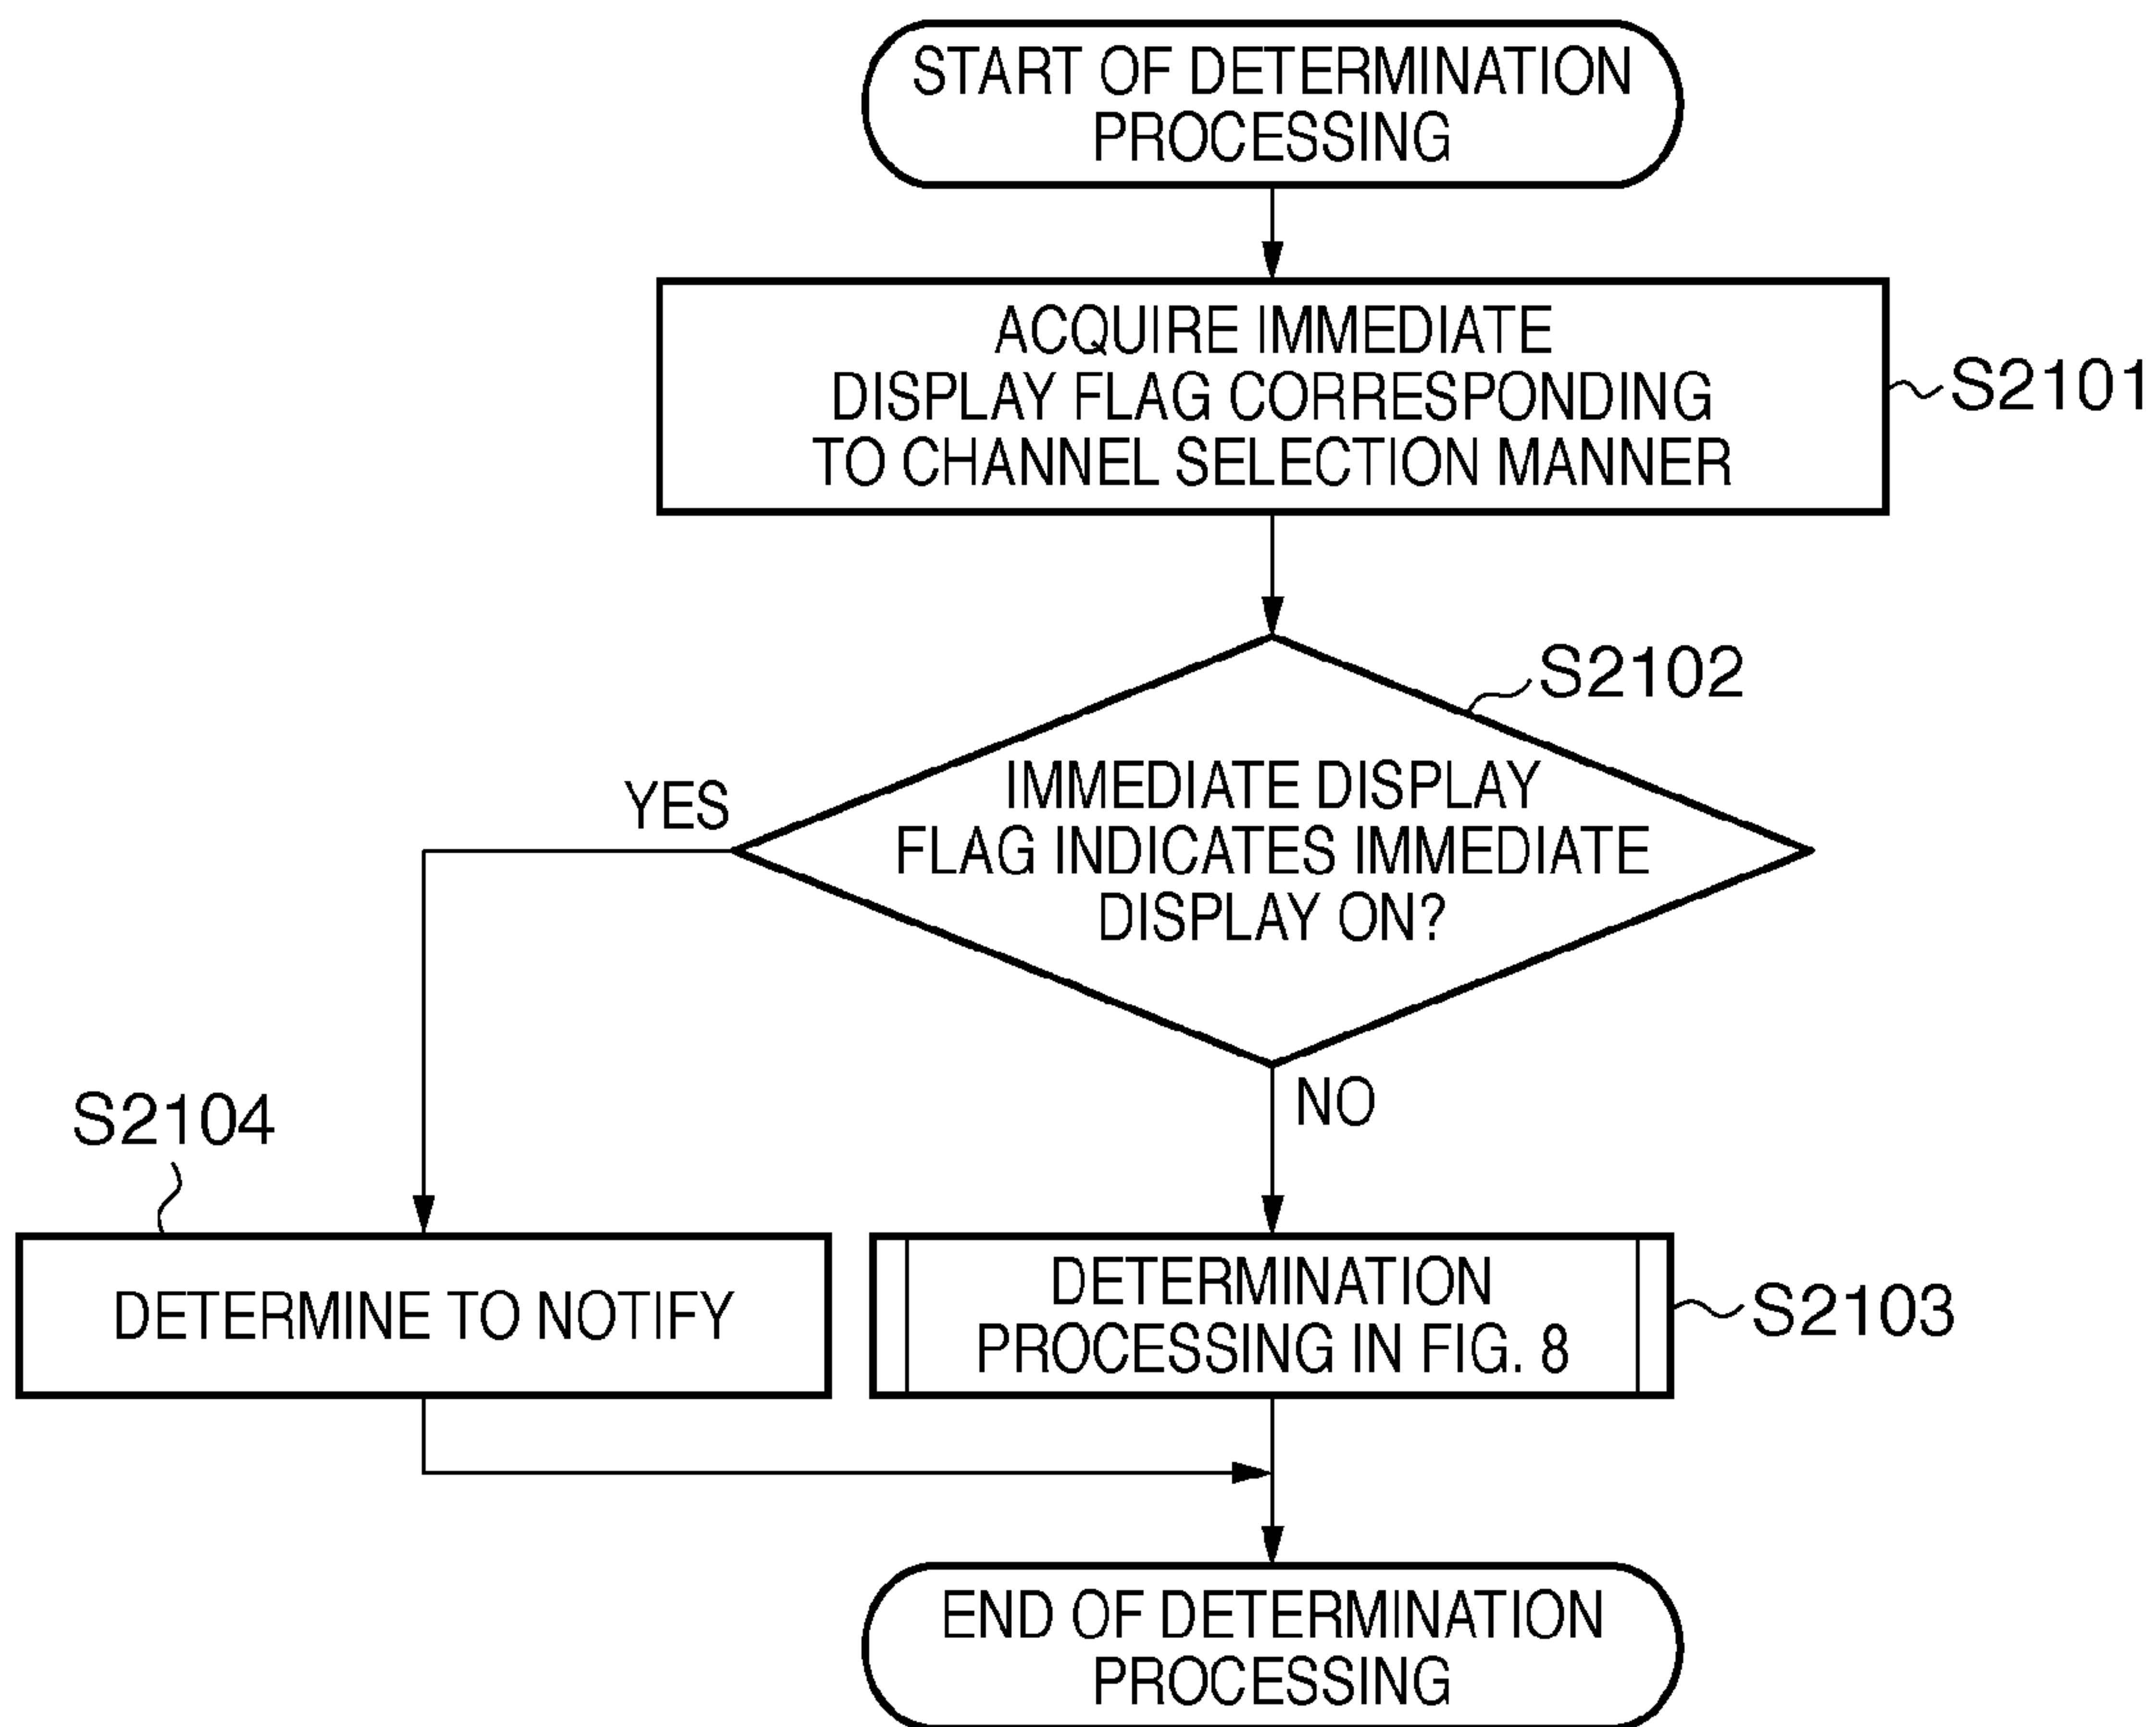 START OF DETERMINATION
PROCESSING
ACQUIRE IMMEDIATE
DISPLAY FLAG CORRESPONDING
TO CHANNEL SELECTION MANNER
S2101
S2102
IMMEDIATE DISPLAY
FLAG INDICATES IMMEDIATE
DISPLAY ON?
YES
NO
S2104
DETERMINE TO NOTIFY
DETERMINATION
PROCESSING IN FIG. 8
S2103
END OF DETERMINATION
PROCESSING